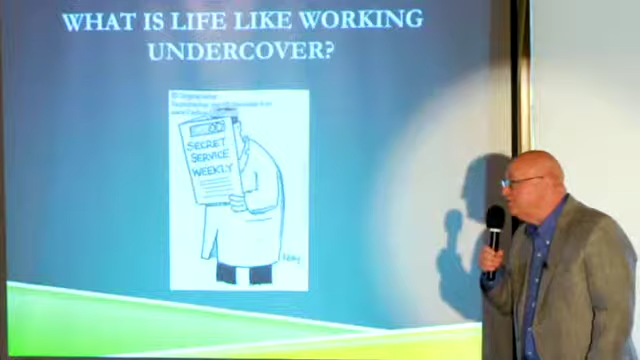 WHAT IS LIFE LIKE WORKING
UNDERCOVER?
SECRET
SERVICE
WEEKLY